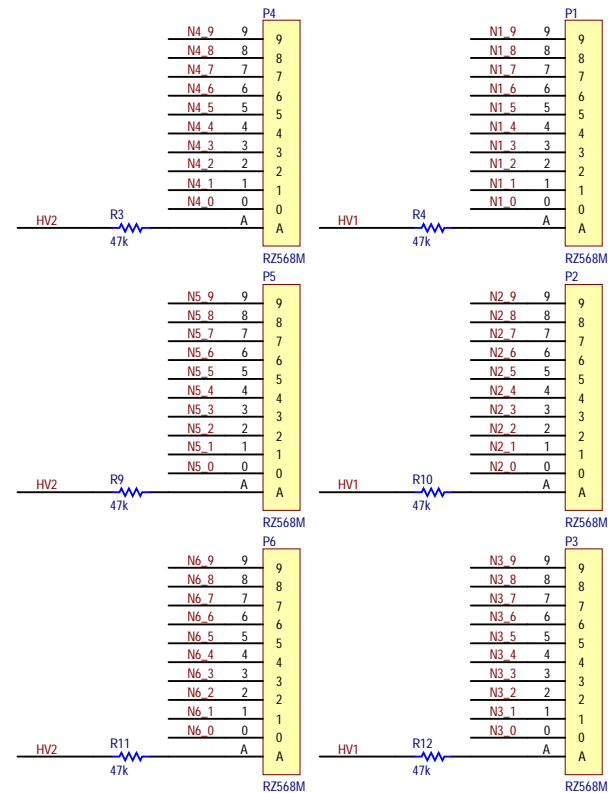 P4 P1
N4_9 9 9 N1_9 9 9
N4_8 8 8 N1_8 8 8
N4_7 7 7 N1_7 7 7
N4_6 6 6 N1_6 6 6
N4_5 5 5 N1_5 5 5
N4_4 4 4 N1_4 4 4
N4_3 3 3 N1_3 3 3
N4_2 2 2 N1_2 2 2
N4_1 1 1 N1_1 1 1
N4_0 0 0 N1_0 0 0
HV2 R3 A A HV1 R4 A A
47k 47k
RZ568M RZ568M
P5 P2
N5_9 9 9 N2_9 9 9
N5_8 8 8 N2_8 8 8
N5_7 7 7 N2_7 7 7
N5_6 6 6 N2_6 6 6
N5_5 5 5 N2_5 5 5
N5_4 4 4 N2_4 4 4
N5_3 3 3 N2_3 3 3
N5_2 2 2 N2_2 2 2
N5_1 1 1 N2_1 1 1
N5_0 0 0 N2_0 0 0
HV2 R9 A A HV1 R10 A A
47k 47k
RZ568M RZ568M
P6 P3
N6_9 9 9 N3_9 9 9
N6_8 8 8 N3_8 8 8
N6_7 7 7 N3_7 7 7
N6_6 6 6 N3_6 6 6
N6_5 5 5 N3_5 5 5
N6_4 4 4 N3_4 4 4
N6_3 3 3 N3_3 3 3
N6_2 2 2 N3_2 2 2
N6_1 1 1 N3_1 1 1
N6_0 0 0 N3_0 0 0
HV2 R11 A A HV1 R12 A A
47k 47k
RZ568M RZ568M